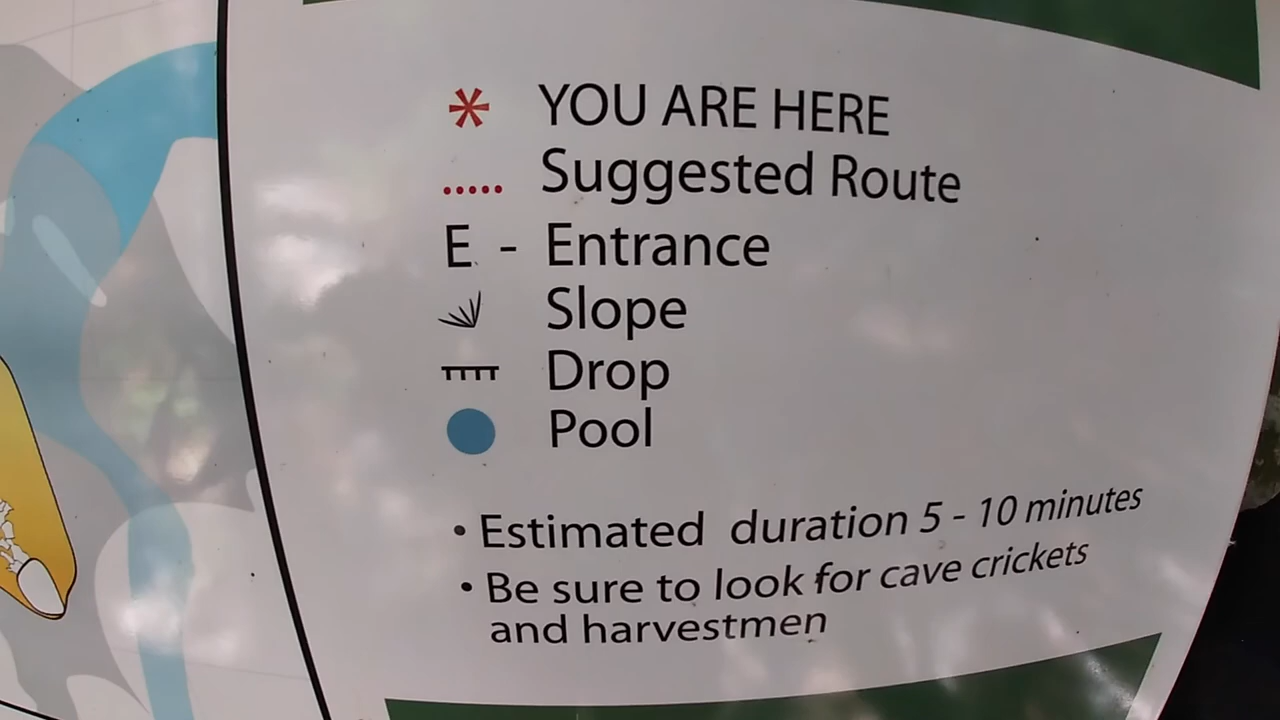 * YOU ARE HERE
..... Suggested Route
E - Entrance
Slope
Drop
Pool
• Estimated duration 5 - 10 minutes
• Be sure to look for cave crickets
and harvestmen